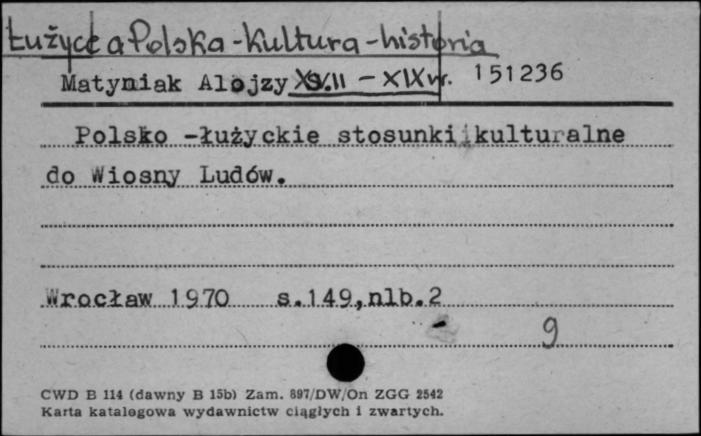 Łużyce a Polska - kultura - historia
Matyniak Alojzy XVII - XIX w. 151236
Polsko -łużyckie stosunki kulturalne
do Wiosny Ludów.
Wrocław 1970 s.149,nlb.2
9
CWD B 114 (dawny B 15b) Zam. 897/DW/On ZGG 2542
Karta katalogowa wydawnictw ciągłych i zwartych.